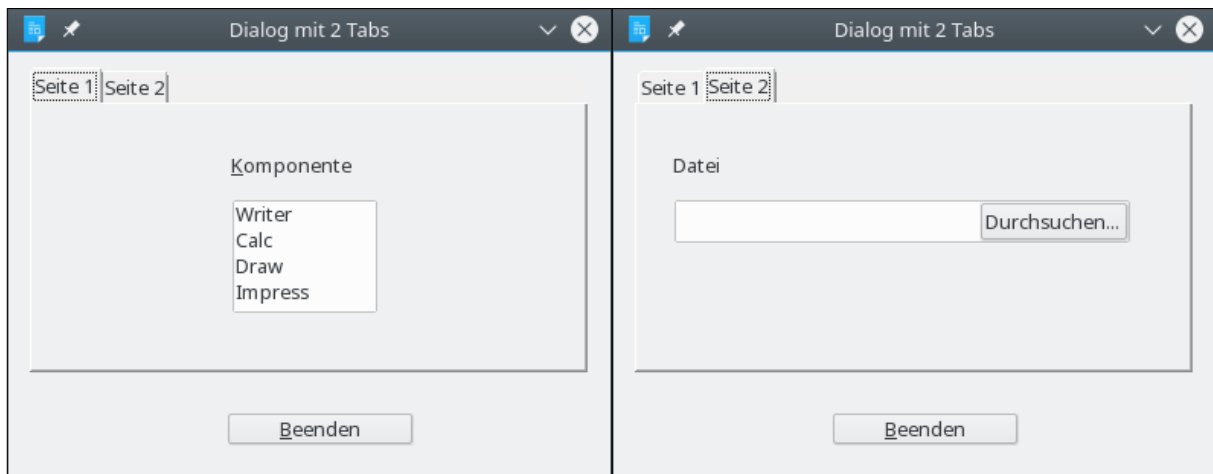 Dialog mit 2 Tabs
Seite 1 Seite 2
Komponente
Writer
Calc
Draw
Impress
Beenden
Dialog mit 2 Tabs
Seite 1 Seite 2
Datei
Durchsuchen...
Beenden